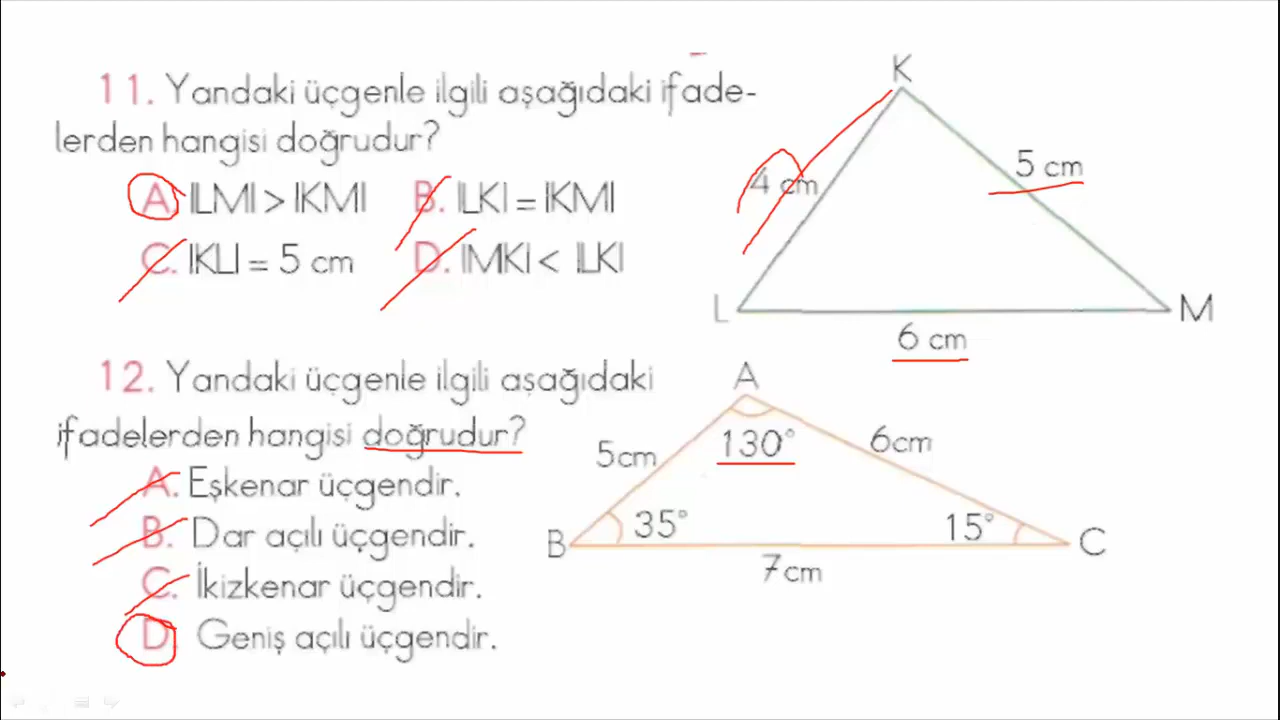 11. Yandaki üçgenle ilgili aşağıdaki ifade-
lerden hangisi doğrudur?
A. |LM| > |KM| B. |LK| = |KM|
C. |KL| = 5 cm D. |MK| < |LK|
K
4 cm
5 cm
L
M
6 cm
12. Yandaki üçgenle ilgili aşağıdaki
ifadelerden hangisi doğrudur?
A. Eşkenar üçgendir.
B. Dar açılı üçgendir.
C. İkizkenar üçgendir.
D. Geniş açılı üçgendir.
A
5cm
130°
6cm
B
35°
15°
C
7cm